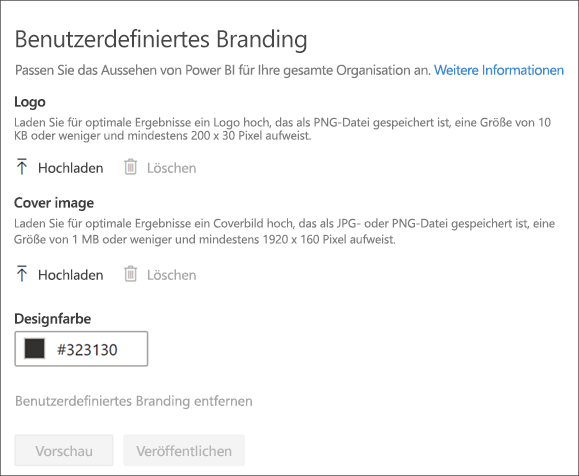 Benutzerdefiniertes Branding
Passen Sie das Aussehen von Power BI für Ihre gesamte Organisation an. Weitere Informationen
Logo
Laden Sie für optimale Ergebnisse ein Logo hoch, das als PNG-Datei gespeichert ist, eine Größe von 10
KB oder weniger und mindestens 200 x 30 Pixel aufweist.
Hochladen Löschen
Cover image
Laden Sie für optimale Ergebnisse ein Coverbild hoch, das als JPG- oder PNG-Datei gespeichert ist, eine
Größe von 1 MB oder weniger und mindestens 1920 x 160 Pixel aufweist.
Hochladen Löschen
Designfarbe
#323130
Benutzerdefiniertes Branding entfernen
Vorschau Veröffentlichen